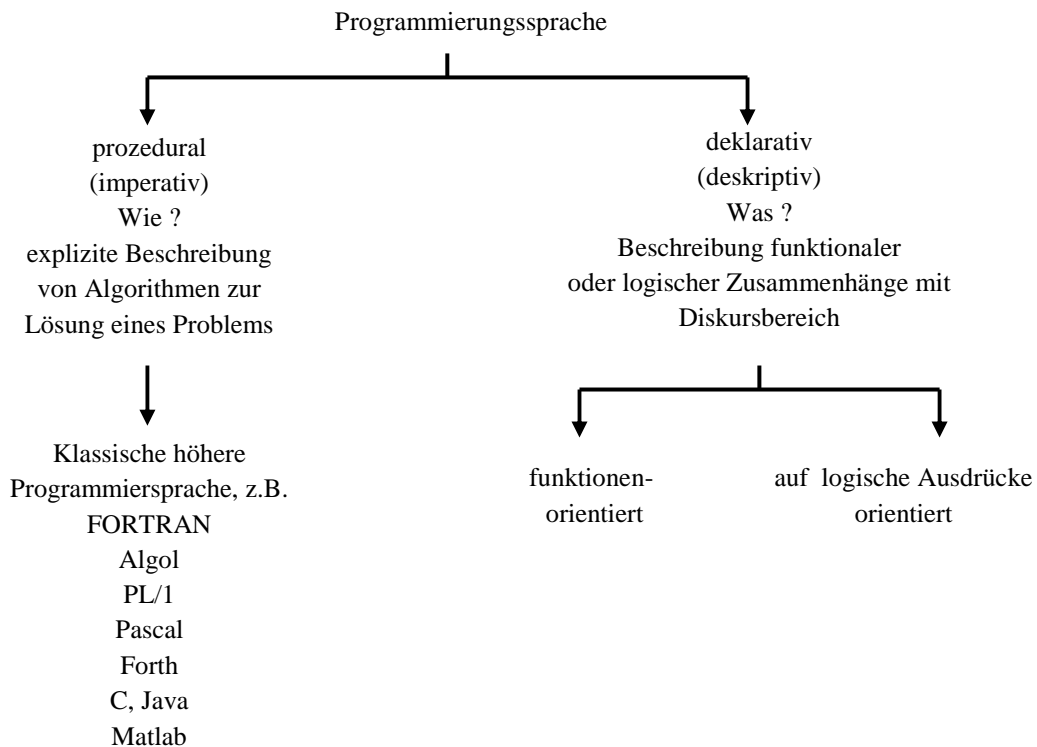 Programmierungssprache
prozedural
(imperativ)
Wie ?
explizite Beschreibung
von Algorithmen zur
Lösung eines Problems
deklarativ
(deskriptiv)
Was ?
Beschreibung funktionaler
oder logischer Zusammenhänge mit
Diskursbereich
Klassische höhere
Programmiersprache, z.B.
FORTRAN
Algol
PL/1
Pascal
Forth
C, Java
Matlab
funktionen-
orientiert
auf logische Ausdrücke
orientiert